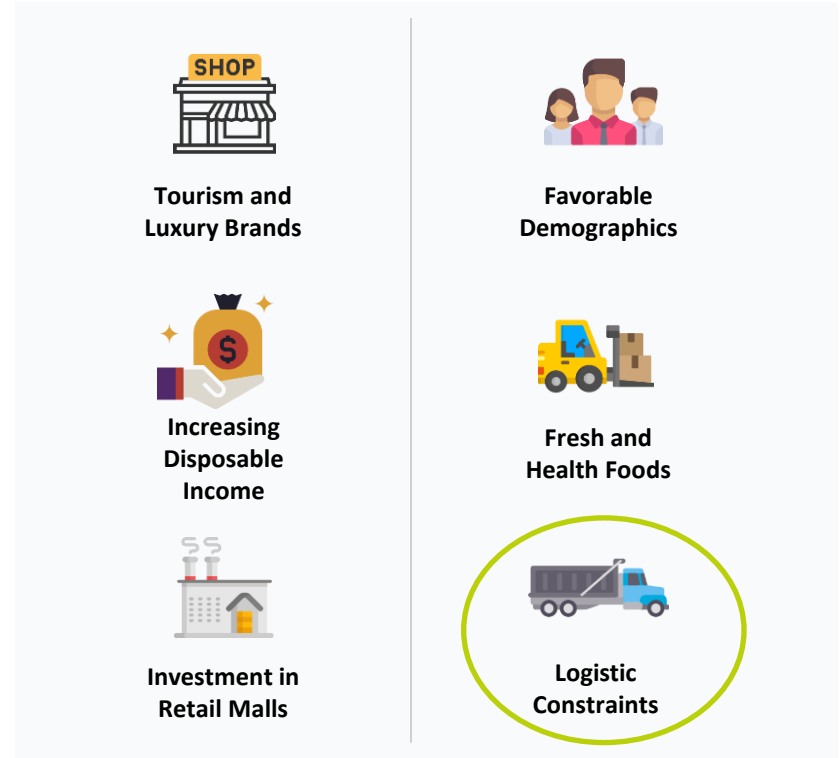 SHOP
Tourism and
Luxury Brands
Favorable
Demographics
$
Increasing
Disposable
Income
Fresh and
Health Foods
Investment in
Retail Malls
Logistic
Constraints